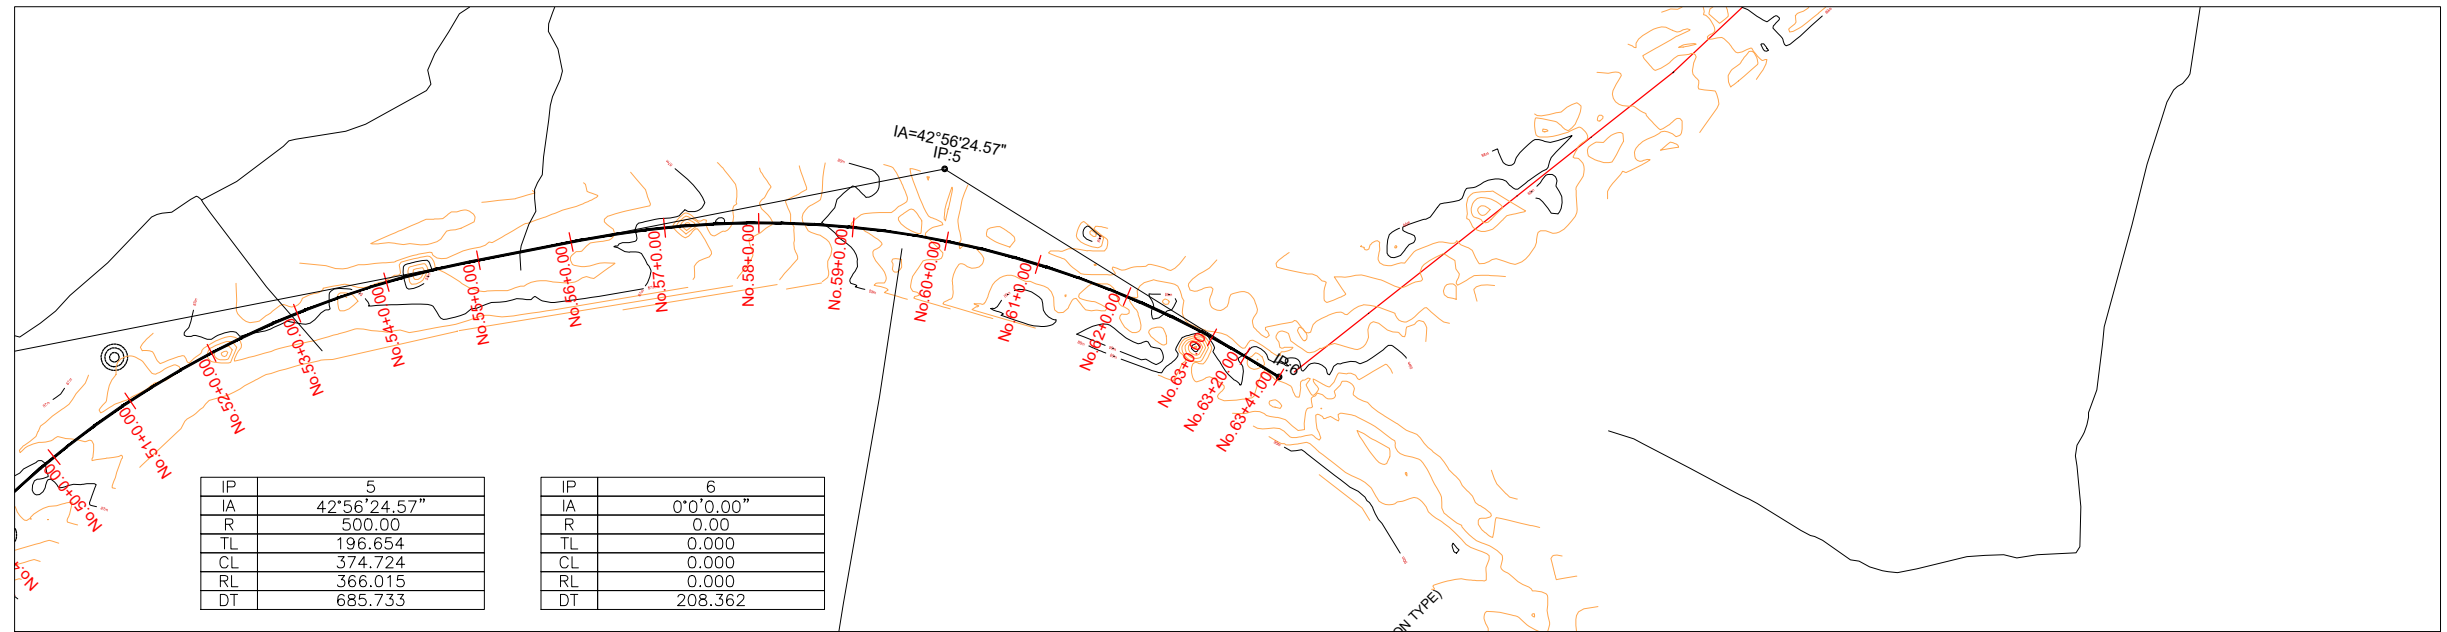 IA=42°56'24.57"
IP:5
No.50+0.00
No.51+0.00
No.52+0.00
No.53+0.00
No.54+0.00
No.55+0.00
No.56+0.00
No.57+0.00
No.58+0.00
No.59+0.00
No.60+0.00
No.61+0.00
No.62+0.00
No.63+0.00
No.63+20.00
No.63+41.00
IP:6
IP 5
IA 42°56'24.57"
R 500.00
TL 196.654
CL 374.724
RL 366.015
DT 685.733
IP 6
IA 0°0'0.00"
R 0.00
TL 0.000
CL 0.000
RL 0.000
DT 208.362
ON TYPE)